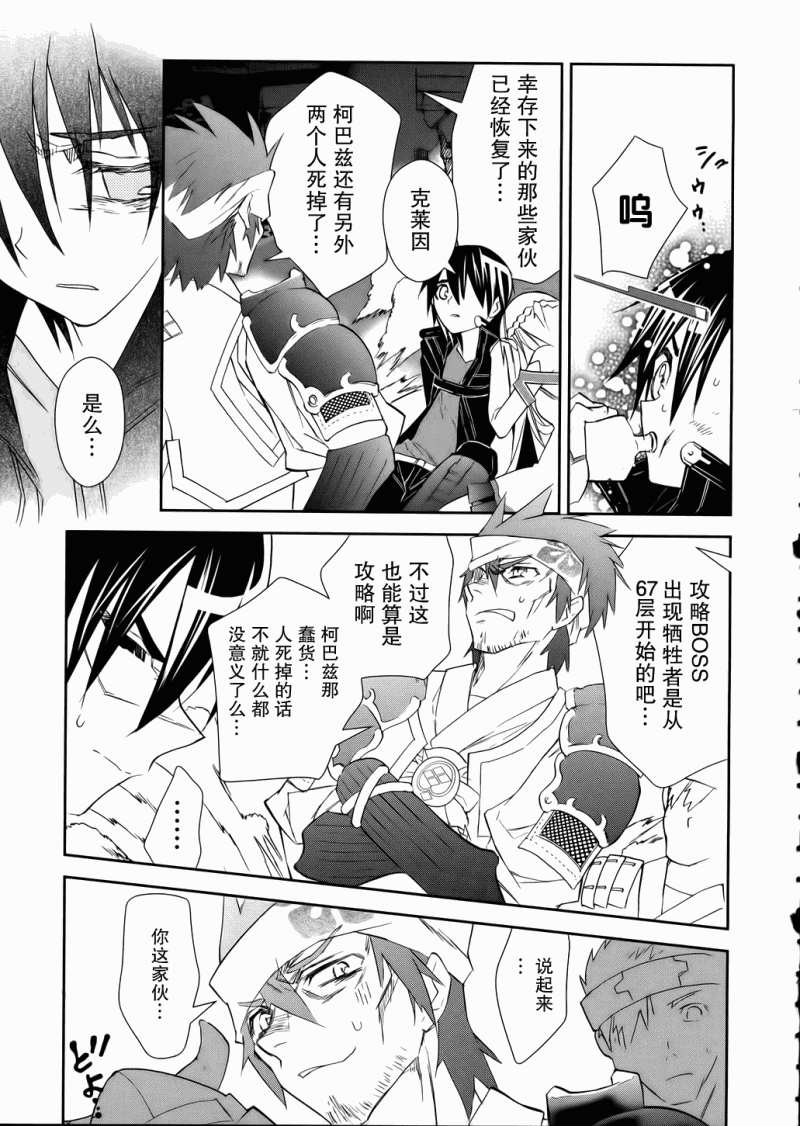 シュウゥゥ…
呜
幸存下来的那些家伙
已经恢复了…
克莱因
柯巴兹还有另外
两个人死掉了…
是么…
攻略BOSS
出现牺牲者是从
67层开始的吧…
不过这
也能算是
攻略啊
柯巴兹那
蠢货…
人死掉的话
不就什么都
没意义了么…
……
说起来
…
你这家伙
…
どよ…